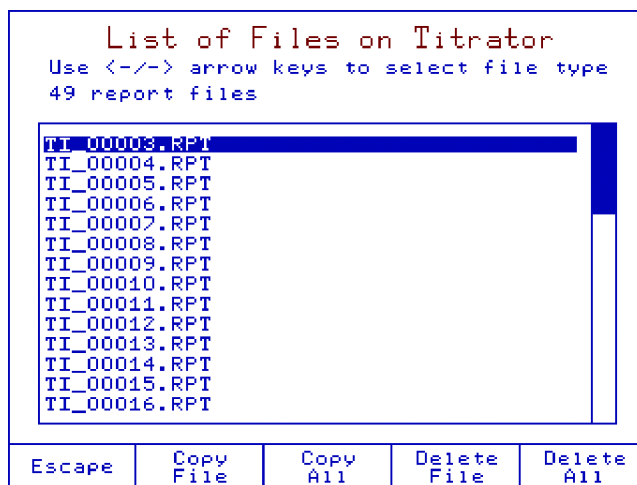 List of Files on Titrator
Use <-/-> arrow keys to select file type
49 report files
TI_00003.RPT
TI_00004.RPT
TI_00005.RPT
TI_00006.RPT
TI_00007.RPT
TI_00008.RPT
TI_00009.RPT
TI_00010.RPT
TI_00011.RPT
TI_00012.RPT
TI_00013.RPT
TI_00014.RPT
TI_00015.RPT
TI_00016.RPT
Escape
Copy
File
Copy
All
Delete
File
Delete
All